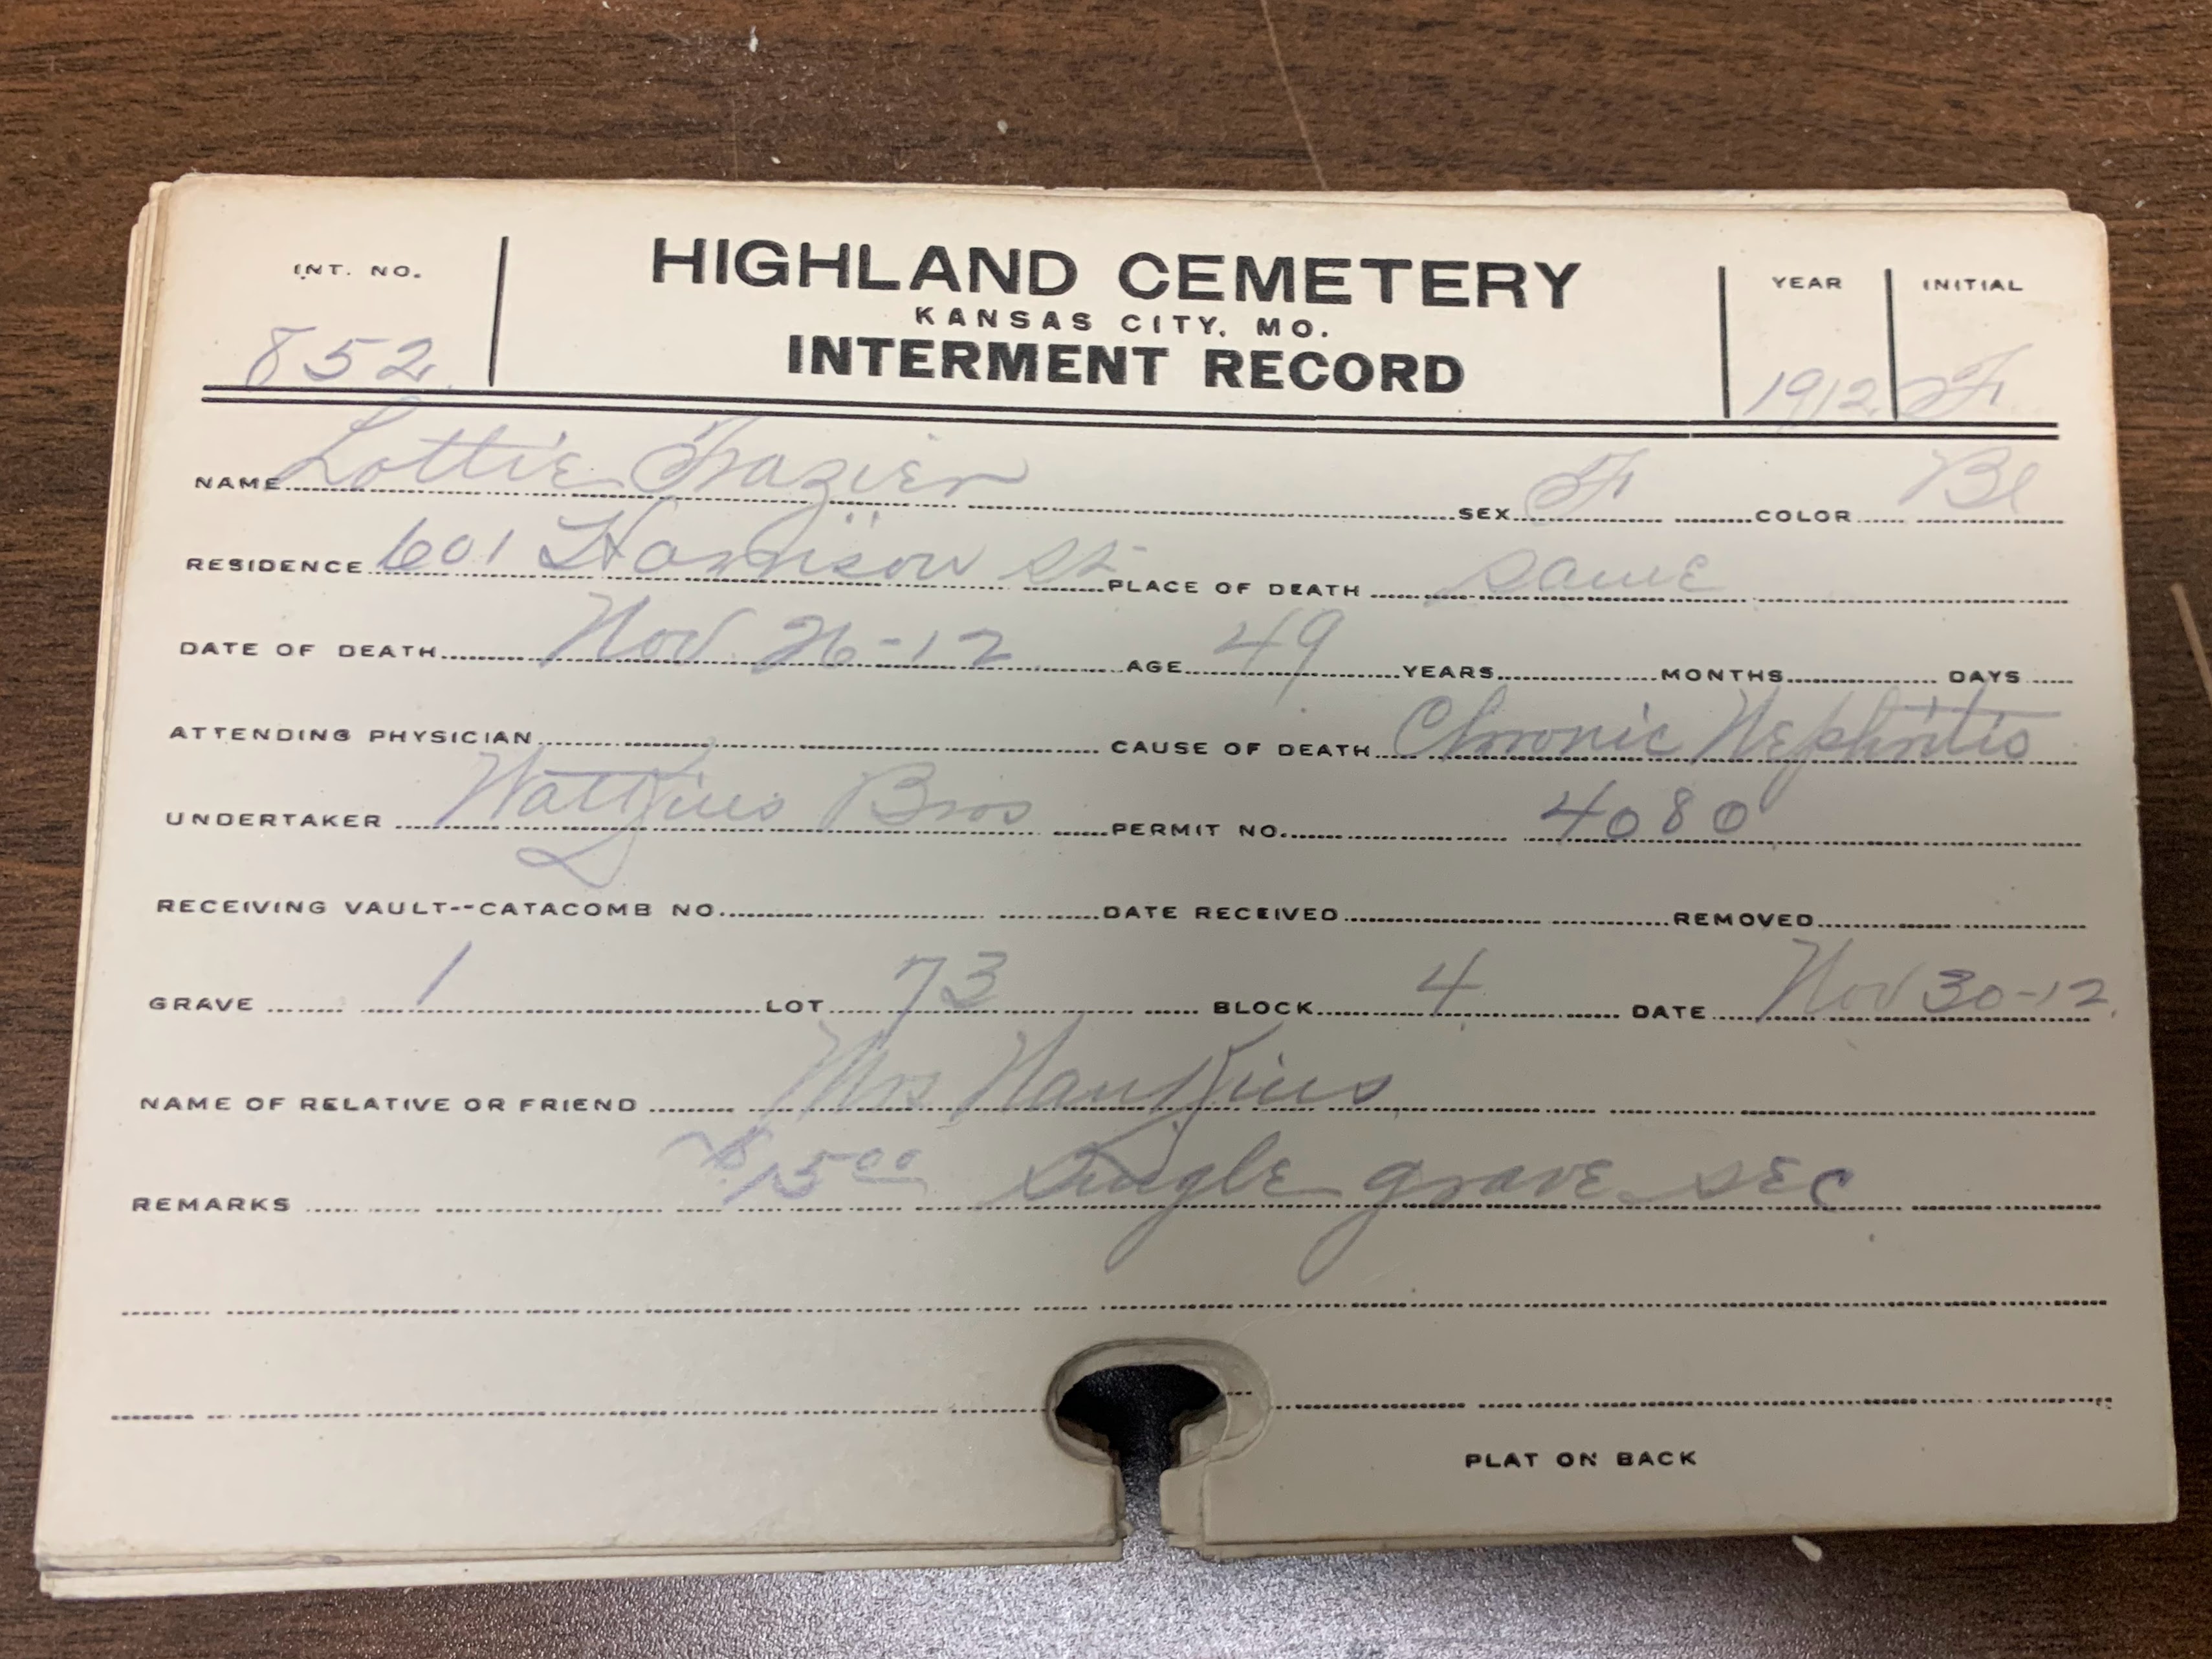 INT. NO. HIGHLAND CEMETERY YEAR INITIAL
KANSAS CITY, MO.
852 INTERMENT RECORD 1912 F
NAME Lottie Frazier SEX F COLOR Bl
RESIDENCE 601 Harrison St PLACE OF DEATH same
DATE OF DEATH Nov. 26-12 AGE 49 YEARS MONTHS DAYS
ATTENDING PHYSICIAN CAUSE OF DEATH Chronic Nephritis
UNDERTAKER Watkins Bros PERMIT NO. 4080
RECEIVING VAULT--CATACOMB NO. DATE RECEIVED REMOVED
GRAVE 1 LOT 73 BLOCK 4 DATE Nov 30-12.
NAME OF RELATIVE OR FRIEND Mrs
REMARKS $15.00 Single grave sec
PLAT ON BACK